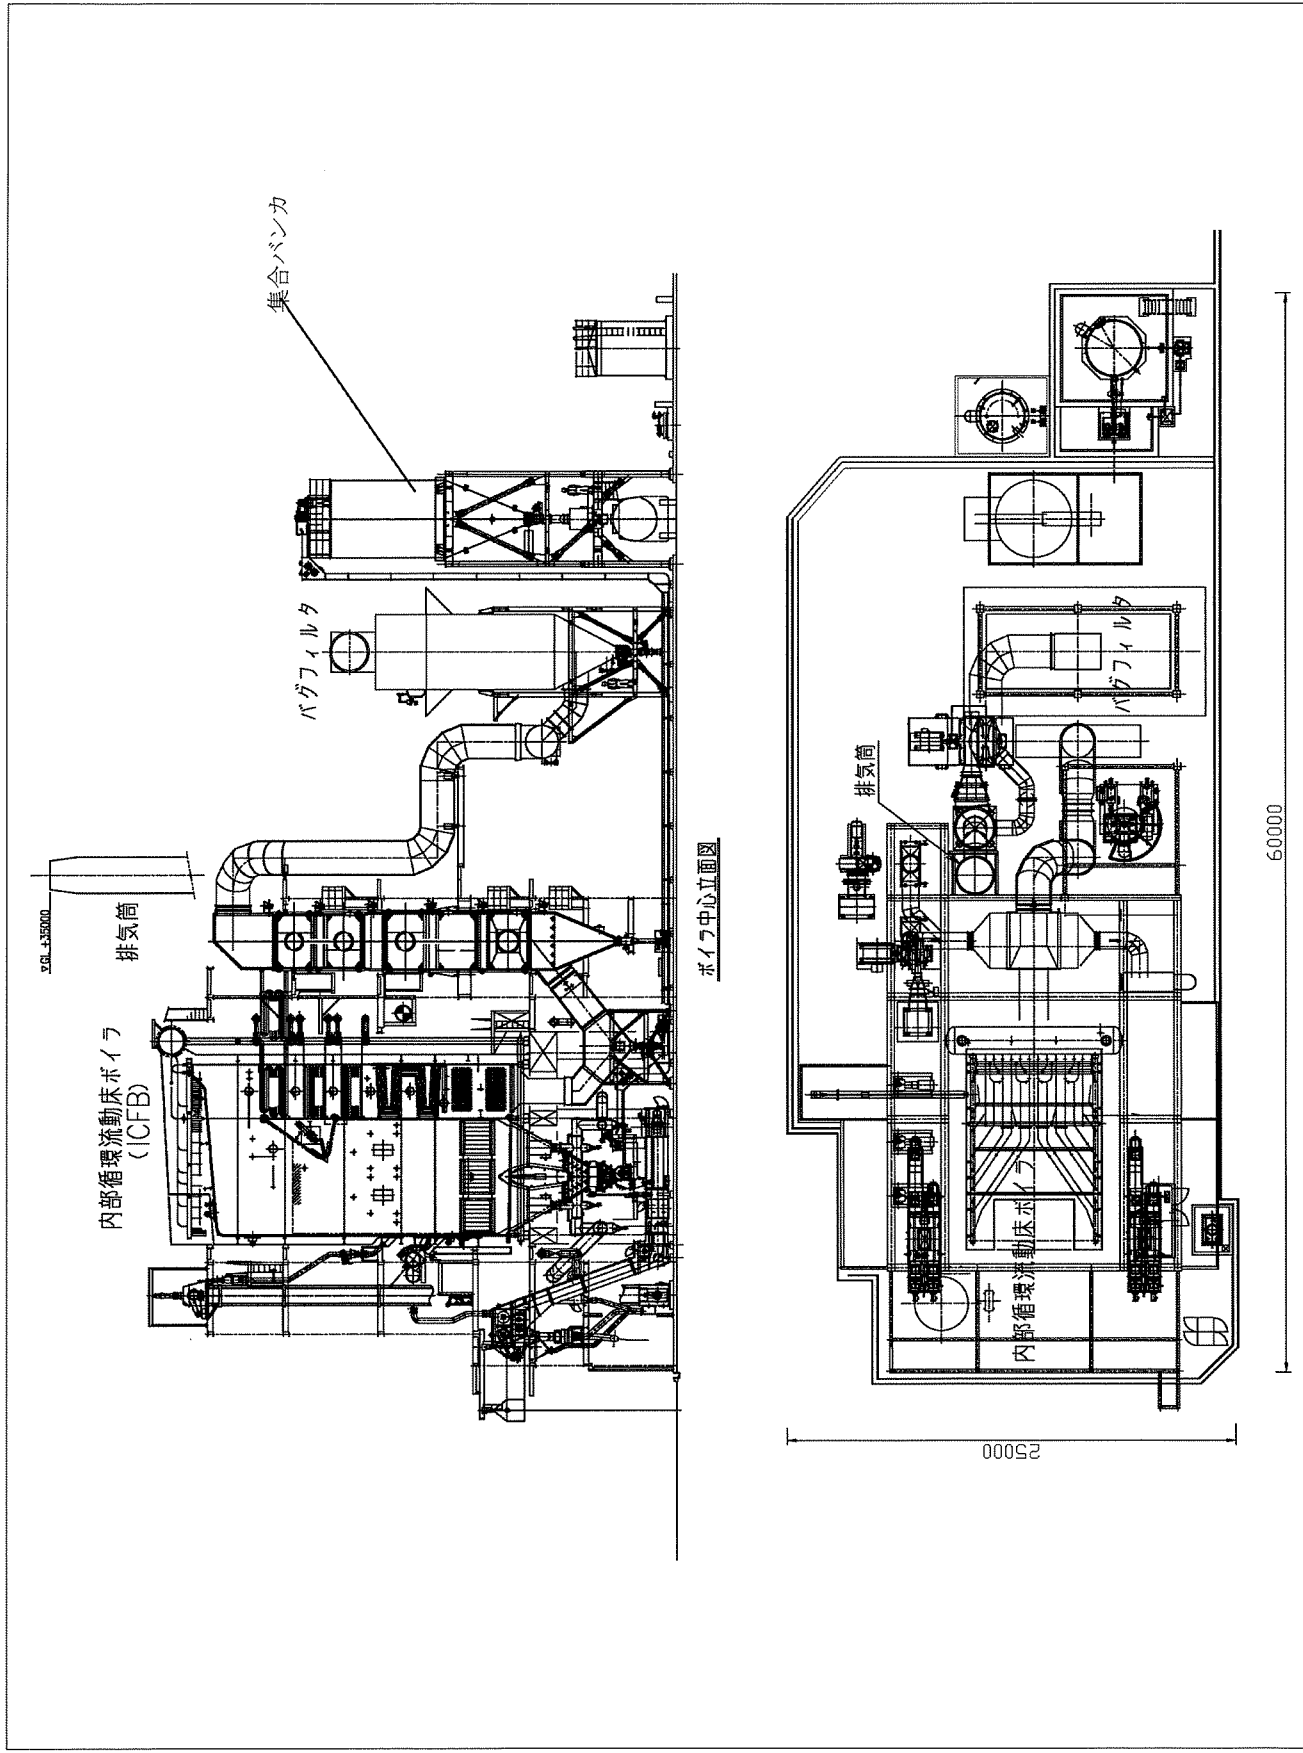 ▽GL +35000
排気筒
内部循環流動床ボイラ
(ICFB)
バグフィルタ
集合バンカ
ボイラ中心立面図
排気筒
バグフィルタ
内部循環流動床ボイラ
25000
60000